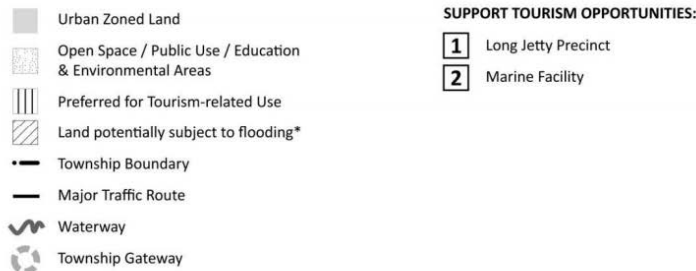 Urban Zoned Land
Open Space / Public Use / Education
& Environmental Areas
Preferred for Tourism-related Use
Land potentially subject to flooding*
Township Boundary
Major Traffic Route
Waterway
Township Gateway
SUPPORT TOURISM OPPORTUNITIES:
1 Long Jetty Precinct
2 Marine Facility